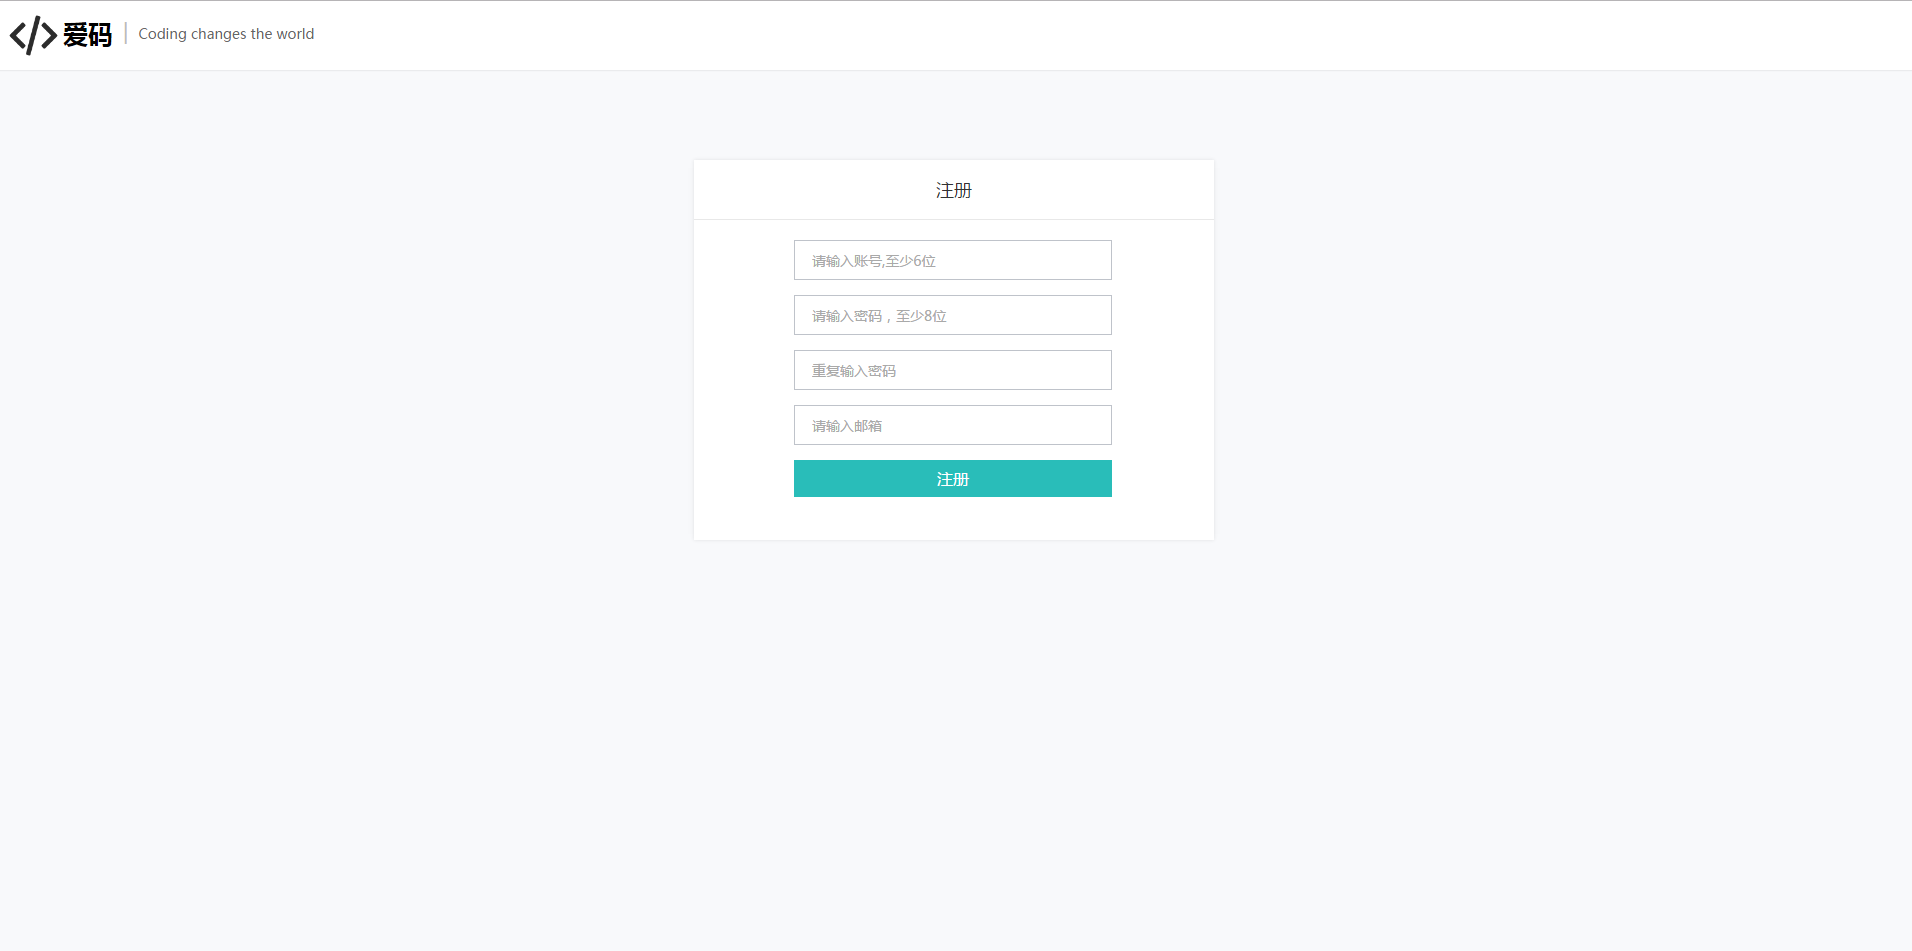 </> 爱码 | Coding changes the world
注册
请输入账号,至少6位
请输入密码，至少8位
重复输入密码
请输入邮箱
注册